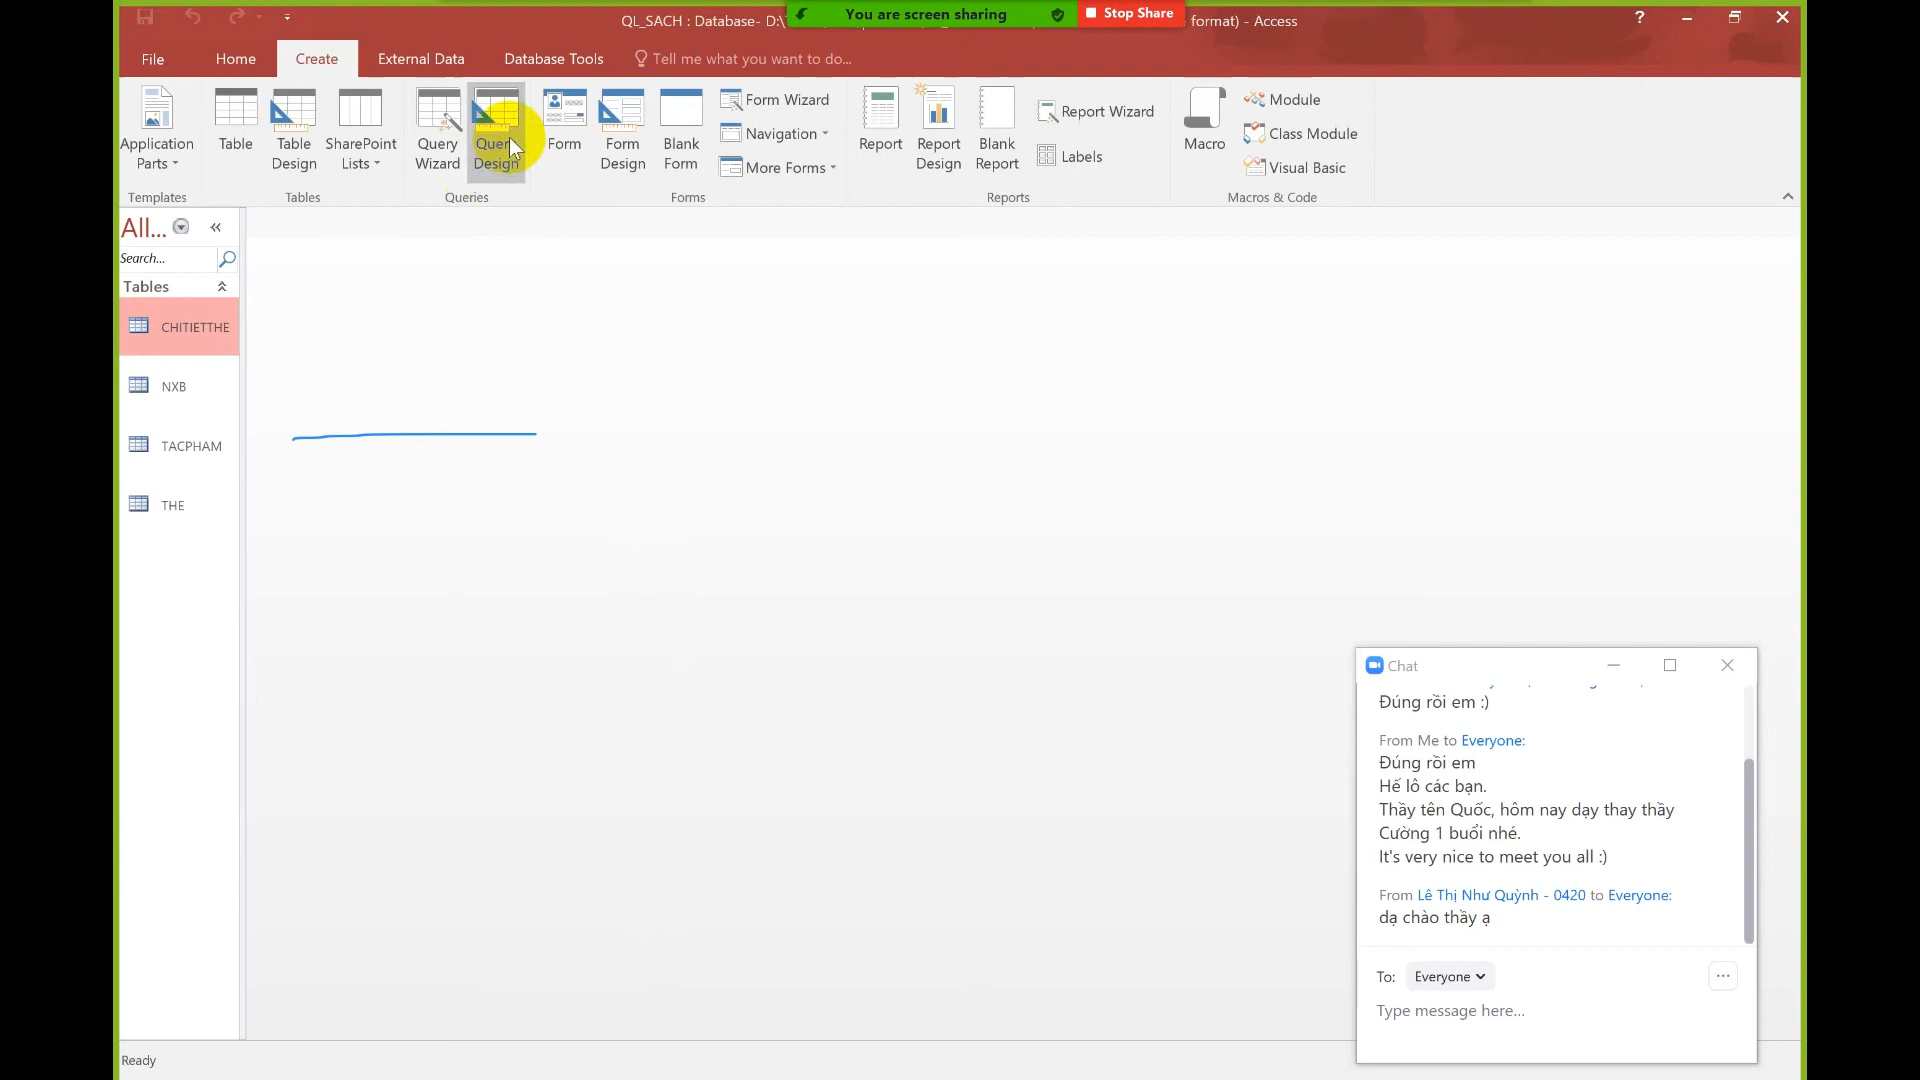 QL_SACH : Database- D:\
You are screen sharing
Stop Share
format) - Access
?
File
Home
Create
External Data
Database Tools
Tell me what you want to do...
Application
Parts
Templates
Table
Table
Design
SharePoint
Lists
Tables
Query
Wizard
Query
Design
Queries
Form
Form
Design
Blank
Form
Form Wizard
Navigation
More Forms
Forms
Report
Report
Design
Blank
Report
Report Wizard
Labels
Reports
Macro
Module
Class Module
Visual Basic
Macros & Code
All...
Search...
Tables
CHITIETTHE
NXB
TACPHAM
THE
Chat
Đúng rồi em :)
From Me to Everyone:
Đúng rồi em
Hế lô các bạn.
Thầy tên Quốc, hôm nay dạy thay thầy
Cường 1 buổi nhé.
It's very nice to meet you all :)
From Lê Thị Như Quỳnh - 0420 to Everyone:
dạ chào thầy ạ
To: Everyone
Type message here...
Ready